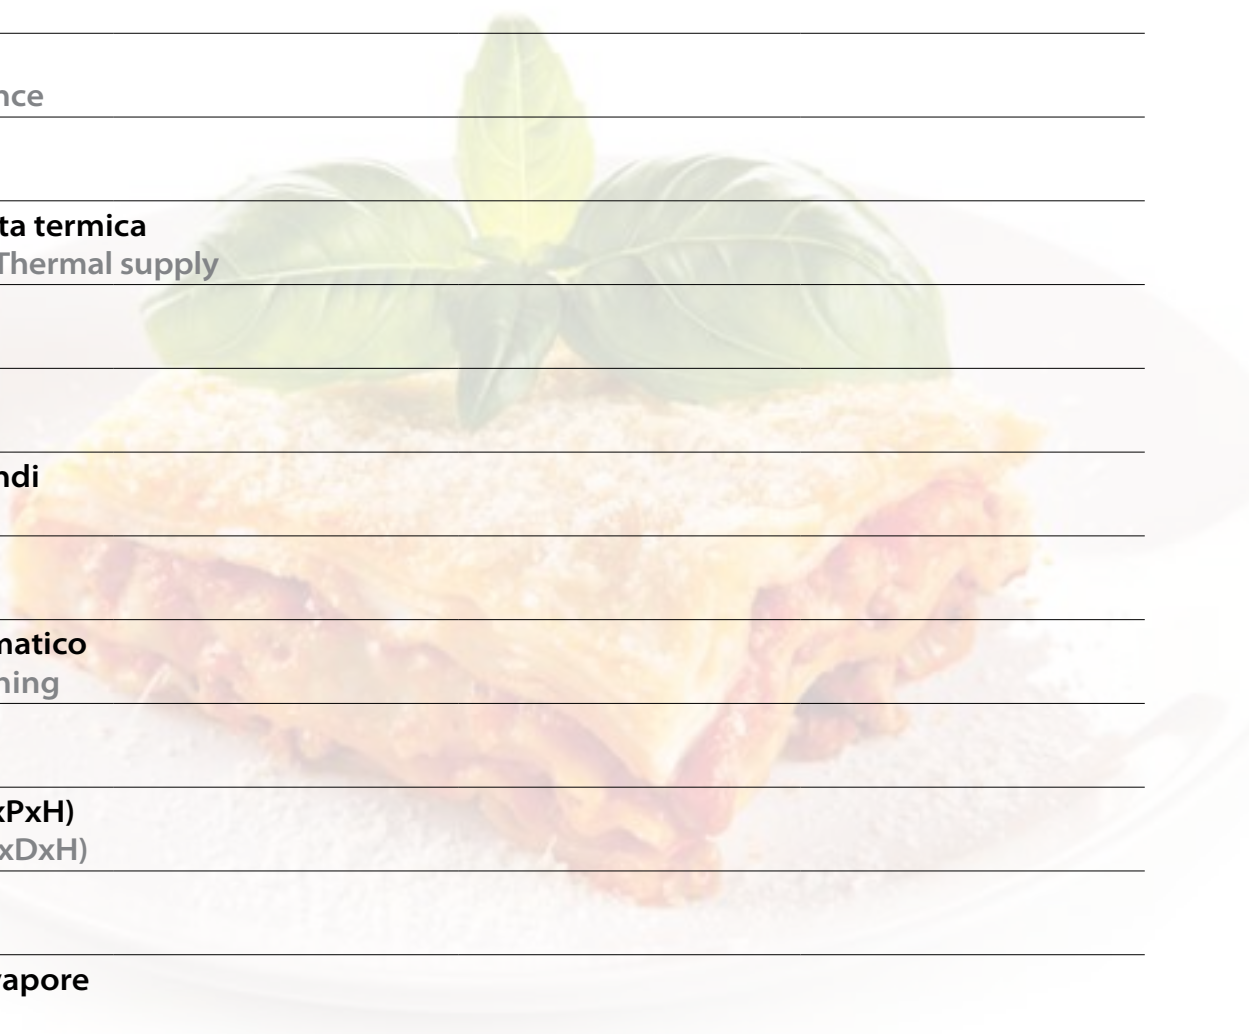 nce
ta termica
Thermal supply
ndi
matico
ning
xPxH)
xDxH)
vapore